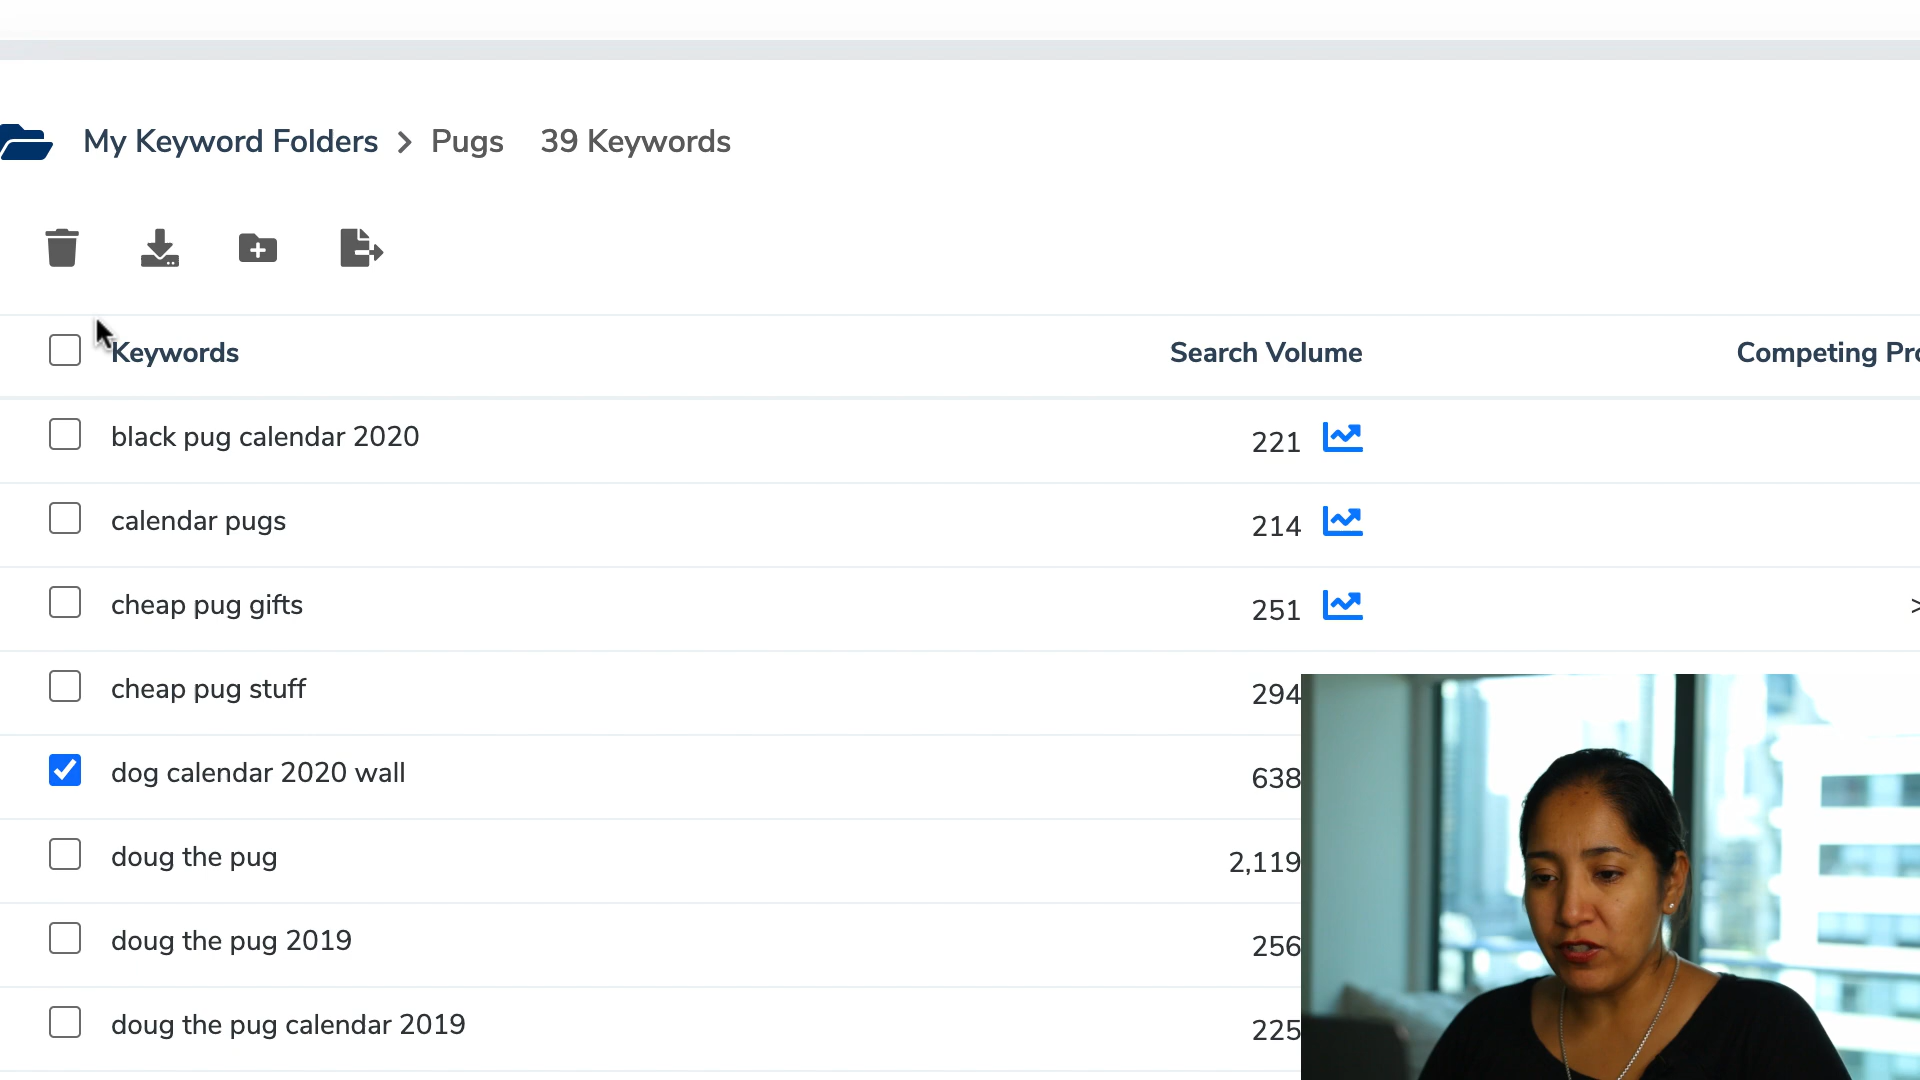 My Keyword Folders > Pugs 39 Keywords
Keywords Search Volume Competing
black pug calendar 2020 221
calendar pugs 214
cheap pug gifts 251 >
cheap pug stuff 294
dog calendar 2020 wall 638
doug the pug 2,119
doug the pug 2019 256
doug the pug calendar 2019 225